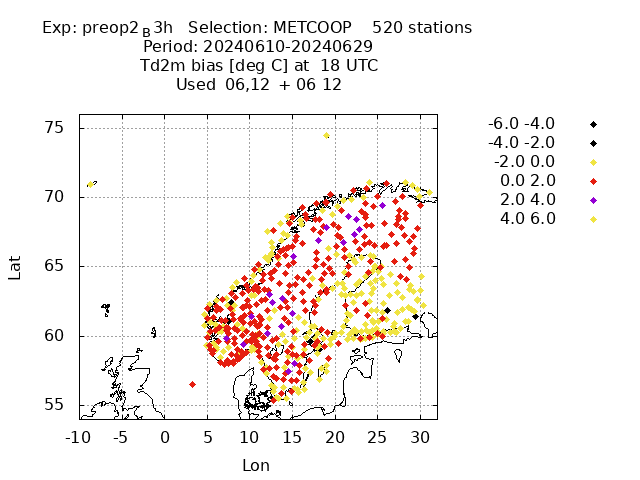 Exp: preop2 B 3h   Selection: METCOOP    520 stations
Period: 20240610-20240629
Td2m bias [deg C] at  18 UTC
Used  06,12  + 06 12
-6.0 -4.0
-4.0 -2.0
-2.0 0.0
0.0 2.0
2.0 4.0
4.0 6.0
75
70
65
60
55
Lat
-10 -5 0 5 10 15 20 25 30
Lon